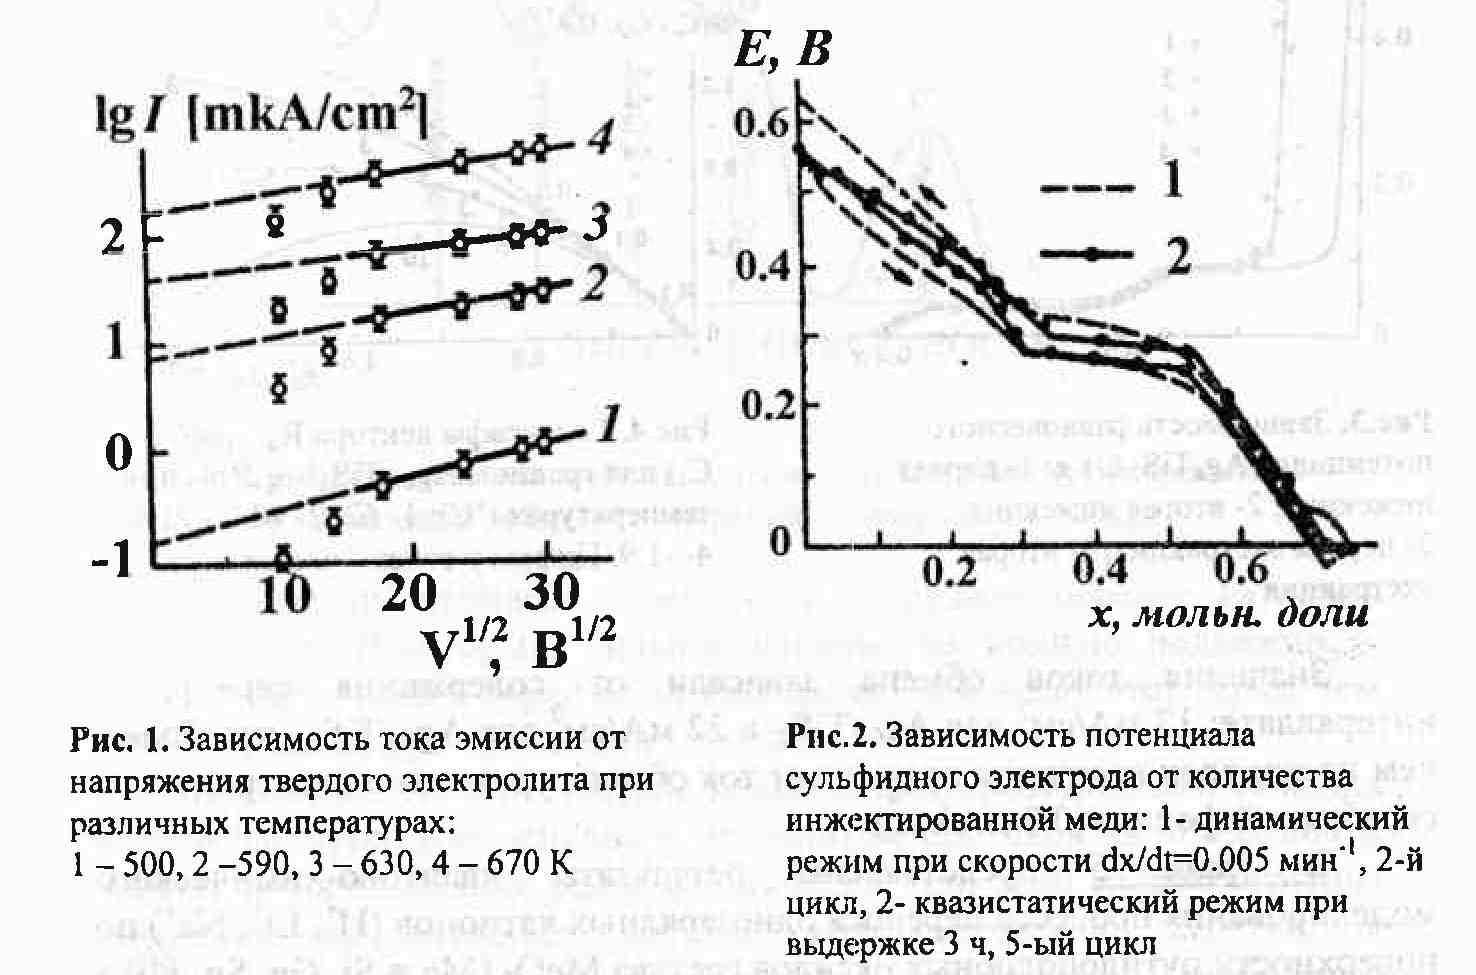 lg I [mkA/cm²]
2
1
0
-1
4
3
2
1
10 20 30
V^1/2, В^1/2
Рис. 1. Зависимость тока эмиссии от
напряжения твердого электролита при
различных температурах:
1 – 500, 2 –590, 3 – 630, 4 – 670 К
E, В
0.6
0.4
0.2
0
1
2
0.2 0.4 0.6
х, мольн. доли
Рис.2. Зависимость потенциала
сульфидного электрода от количества
инжектированной меди: 1- динамический
режим при скорости dx/dt=0.005 мин⁻¹, 2-й
цикл, 2- квазистатический режим при
выдержке 3 ч, 5-ый цикл